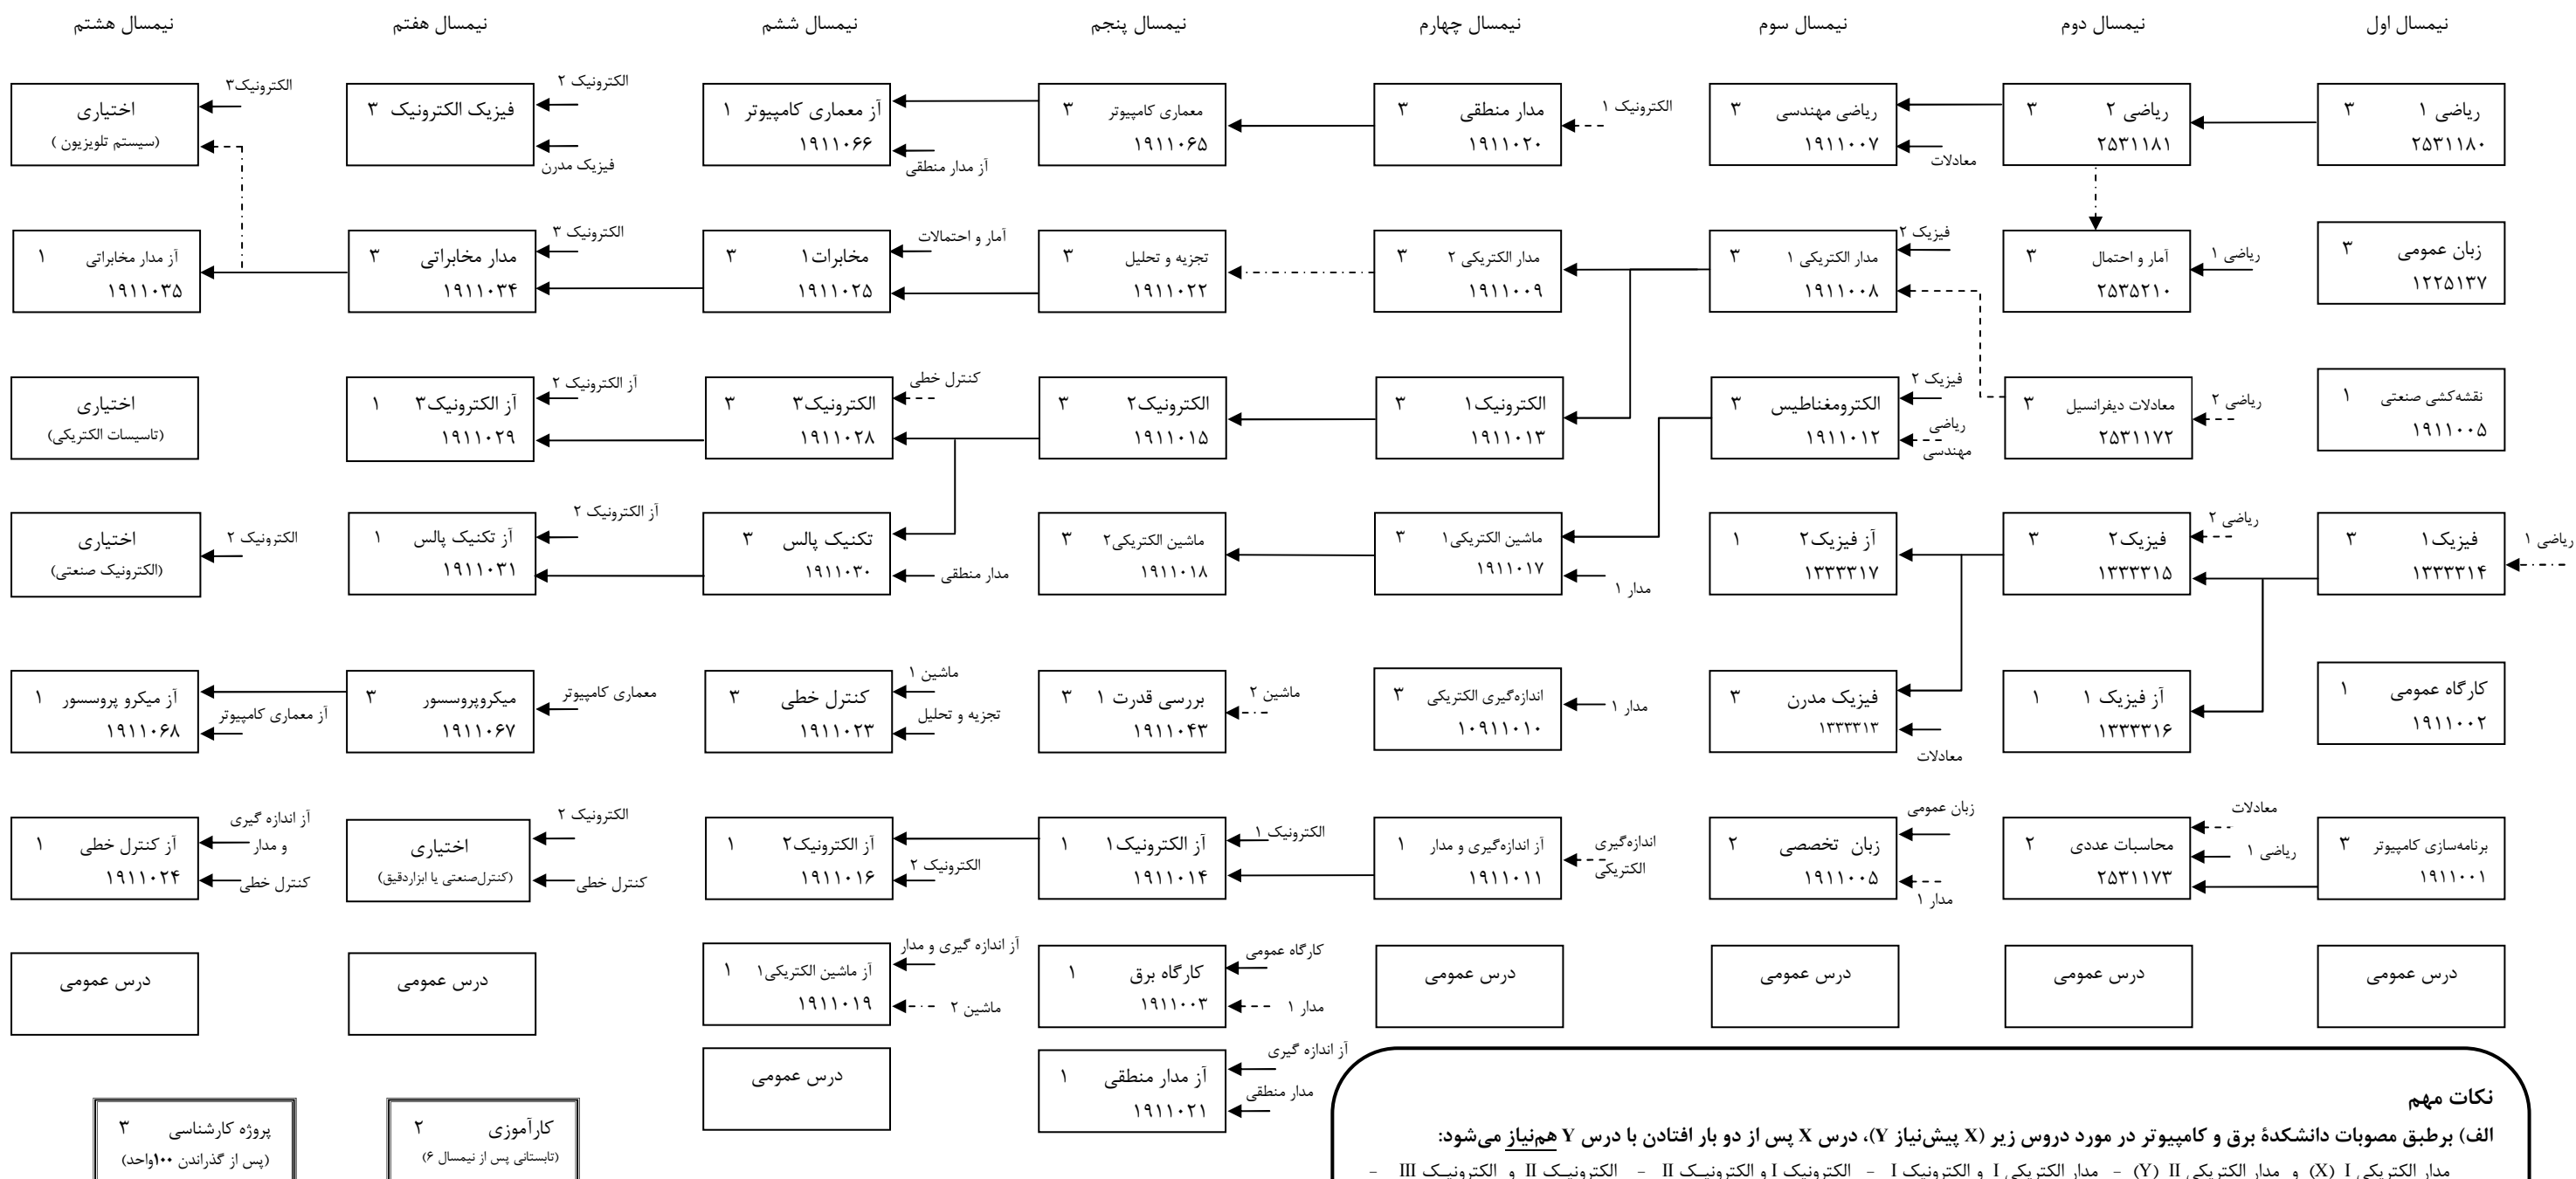 نیمسال اول
نیمسال دوم
نیمسال سوم
نیمسال چهارم
نیمسال پنجم
نیمسال ششم
نیمسال هفتم
نیمسال هشتم
ریاضی ۱ ۳
۲۵۳۱۱۸۰
ریاضی ۲ ۳
۲۵۳۱۱۸۱
ریاضی مهندسی ۳
۱۹۱۱۰۰۷
معادلات
مدار منطقی ۳
۱۹۱۱۰۲۰
الکترونیک ۱
معماری کامپیوتر ۳
۱۹۱۱۰۶۵
آز معماری کامپیوتر ۱
۱۹۱۱۰۶۶
آز مدار منطقی
فیزیک الکترونیک ۳
الکترونیک ۲
فیزیک مدرن
اختیاری
(سیستم تلویزیون )
الکترونیک۳
زبان عمومی ۳
۱۲۲۵۱۳۷
آمار و احتمال ۳
۲۵۳۵۲۱۰
ریاضی ۱
مدار الکتریکی ۱ ۳
۱۹۱۱۰۰۸
فیزیک ۲
مدار الکتریکی ۲ ۳
۱۹۱۱۰۰۹
تجزیه و تحلیل ۳
۱۹۱۱۰۲۲
مخابرات۱ ۳
۱۹۱۱۰۲۵
آمار و احتمالات
مدار مخابراتی ۳
۱۹۱۱۰۳۴
الکترونیک ۳
آز مدار مخابراتی ۱
۱۹۱۱۰۳۵
نقشه‌کشی صنعتی ۱
۱۹۱۱۰۰۵
معادلات دیفرانسیل ۳
۲۵۳۱۱۷۲
ریاضی ۲
الکترومغناطیس ۳
۱۹۱۱۰۱۲
فیزیک ۲
ریاضی
مهندسی
الکترونیک۱ ۳
۱۹۱۱۰۱۳
الکترونیک۲ ۳
۱۹۱۱۰۱۵
الکترونیک۳ ۳
۱۹۱۱۰۲۸
کنترل خطی
آز الکترونیک۳ ۱
۱۹۱۱۰۲۹
آز الکترونیک ۲
اختیاری
(تاسیسات الکتریکی)
فیزیک۱ ۳
۱۳۳۳۳۱۴
ریاضی ۱
فیزیک۲ ۳
۱۳۳۳۳۱۵
ریاضی ۲
آز فیزیک۲ ۱
۱۳۳۳۳۱۷
ماشین الکتریکی۱ ۳
۱۹۱۱۰۱۷
مدار ۱
ماشین الکتریکی۲ ۳
۱۹۱۱۰۱۸
تکنیک پالس ۳
۱۹۱۱۰۳۰
مدار منطقی
آز تکنیک پالس ۱
۱۹۱۱۰۳۱
آز الکترونیک ۲
اختیاری
(الکترونیک صنعتی)
الکترونیک ۲
کارگاه عمومی ۱
۱۹۱۱۰۰۲
آز فیزیک ۱ ۱
۱۳۳۳۳۱۶
فیزیک مدرن ۳
۱۳۳۳۳۱۳
معادلات
اندازه‌گیری الکتریکی ۳
۱۰۹۱۱۰۱۰
مدار ۱
بررسی قدرت ۱ ۳
۱۹۱۱۰۴۳
ماشین ۲
کنترل خطی ۳
۱۹۱۱۰۲۳
ماشین ۱
تجزیه و تحلیل
میکروپروسسور ۳
۱۹۱۱۰۶۷
معماری کامپیوتر
آز میکرو پروسسور ۱
۱۹۱۱۰۶۸
آز معماری کامپیوتر
برنامه‌سازی کامپیوتر ۳
۱۹۱۱۰۰۱
محاسبات عددی ۲
۲۵۳۱۱۷۳
معادلات
ریاضی ۱
زبان تخصصی ۲
۱۹۱۱۰۰۵
زبان عمومی
مدار ۱
آز اندازه‌گیری و مدار ۱
۱۹۱۱۰۱۱
اندازه‌گیری
الکتریکی
آز الکترونیک۱ ۱
۱۹۱۱۰۱۴
الکترونیک ۱
آز الکترونیک۲ ۱
۱۹۱۱۰۱۶
الکترونیک ۲
اختیاری
(کنترل‌صنعتی یا ابزاردقیق)
الکترونیک ۲
کنترل خطی
آز کنترل خطی ۱
۱۹۱۱۰۲۴
آز اندازه گیری
و مدار
کنترل خطی
درس عمومی
درس عمومی
درس عمومی
درس عمومی
کارگاه برق ۱
۱۹۱۱۰۰۳
کارگاه عمومی
مدار ۱
آز ماشین الکتریکی۱ ۱
۱۹۱۱۰۱۹
آز اندازه گیری و مدار
ماشین ۲
درس عمومی
درس عمومی
آز مدار منطقی ۱
۱۹۱۱۰۲۱
آز اندازه گیری
مدار منطقی
درس عمومی
کارآموزی ۲
(تابستانی پس از نیمسال ۶)
پروژه کارشناسی ۳
(پس از گذراندن ۱۰۰واحد)
نکات مهم
الف) برطبق مصوبات دانشکدۀ برق و کامپیوتر در مورد دروس زیر (X پیش‌نیاز Y)، درس X پس از دو بار افتادن با درس Y هم‌نیاز می‌شود:
مدار الکتریکی I (X) و مدار الکتریکی II (Y) - مدار الکتریکی I و الکترونیک I - الکترونیک I و الکترونیک II - الکترونیـک II و الکترونیـک III -